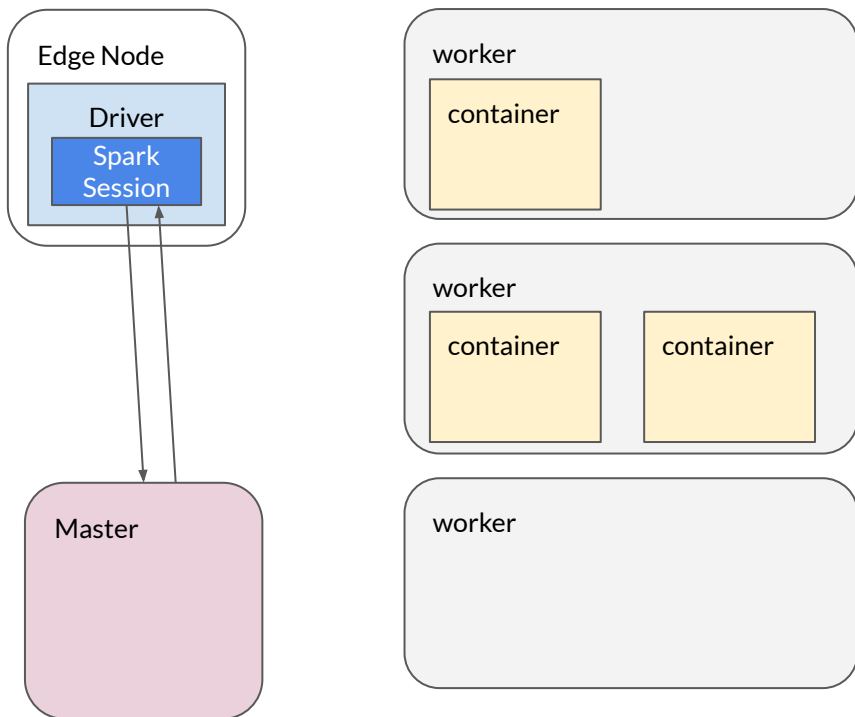 Edge Node
Driver
Spark
Session
Master
worker
container
worker
container container
worker